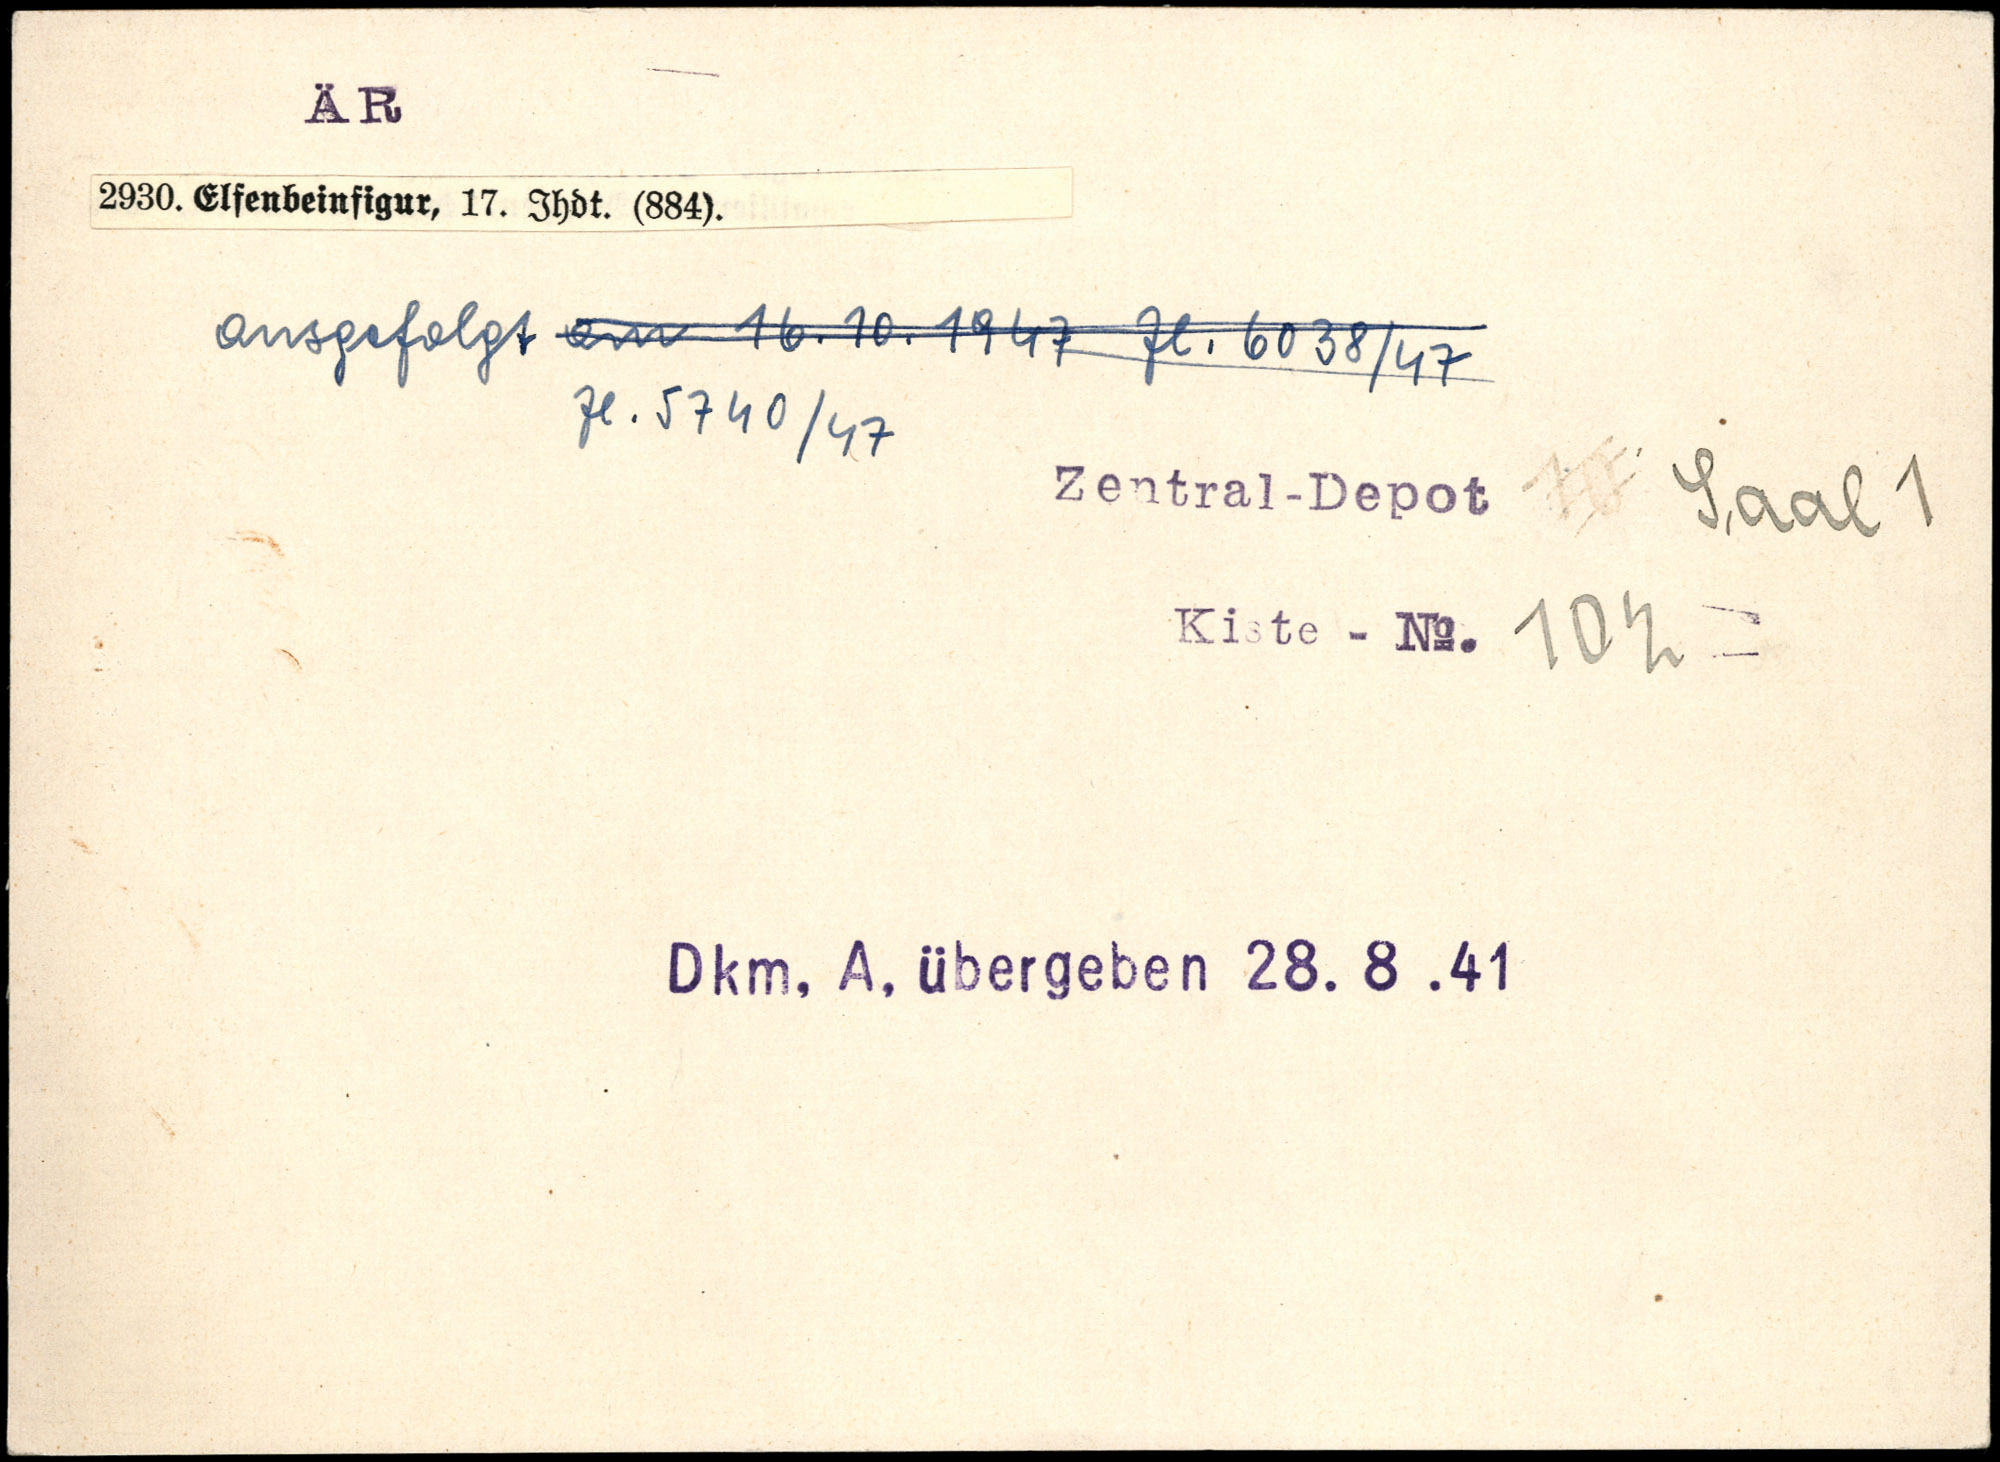 ÄR
2930. Elfenbeinfigur, 17. Jhdt. (884).
ausgefolgt am 16.10.1947 Zl. 6038/47
Zl. 5740/47
Zentral-Depot Saal 1
Kiste - №. 102
Dkm. A. übergeben 28. 8 .41